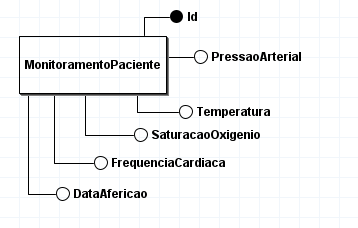 Id
MonitoramentoPaciente
PressaoArterial
Temperatura
SaturacaoOxigenio
FrequenciaCardiaca
DataAfericao